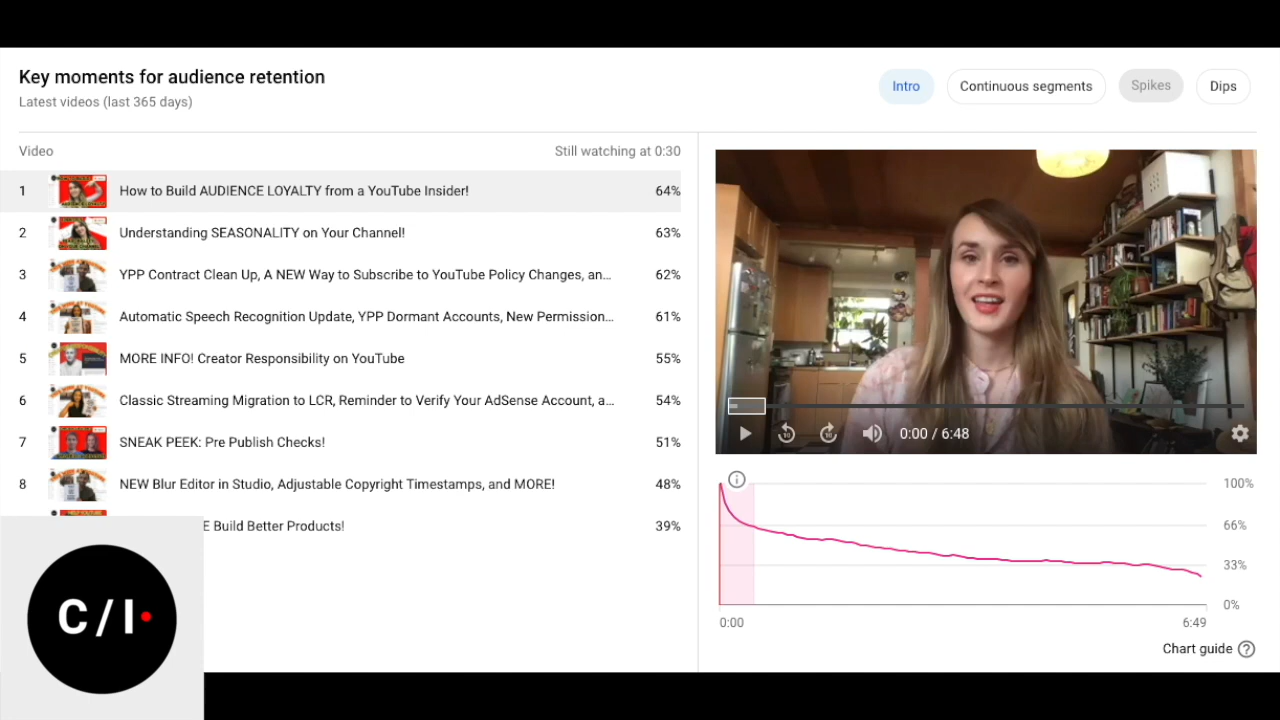 Key moments for audience retention
Latest videos (last 365 days)
Intro
Continuous segments
Spikes
Dips
Video
Still watching at 0:30
1 How to Build AUDIENCE LOYALTY from a YouTube Insider! 64%
2 Understanding SEASONALITY on Your Channel! 63%
3 YPP Contract Clean Up, A NEW Way to Subscribe to YouTube Policy Changes, an... 62%
4 Automatic Speech Recognition Update, YPP Dormant Accounts, New Permission... 61%
5 MORE INFO! Creator Responsibility on YouTube 55%
6 Classic Streaming Migration to LCR, Reminder to Verify Your AdSense Account, a... 54%
7 SNEAK PEEK: Pre Publish Checks! 51%
8 NEW Blur Editor in Studio, Adjustable Copyright Timestamps, and MORE! 48%
E Build Better Products! 39%
C/I
10
10
0:00 / 6:48
100%
66%
33%
0%
0:00
6:49
Chart guide ?